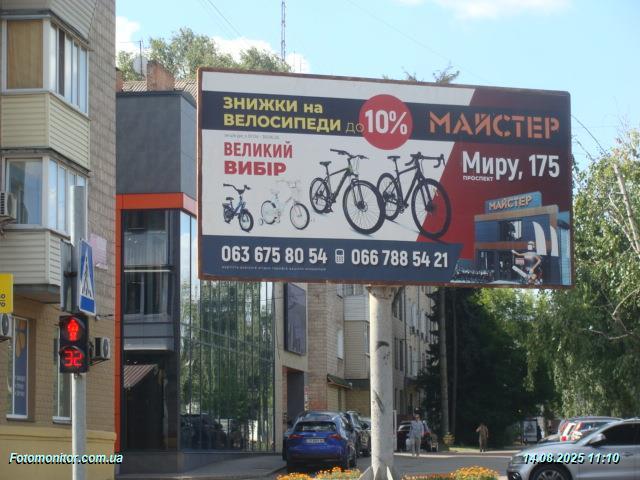 ЗНИЖКИ на
ВЕЛОСИПЕДИ до 10%
МАЙСТЕР
ВЕЛИКИЙ
ВИБІР
Миру, 175
ПРОСПЕКТ
МАЙСТЕР
063 675 80 54 066 788 54 21
32
Fotomonitor.com.ua
14.08.2025 11:10